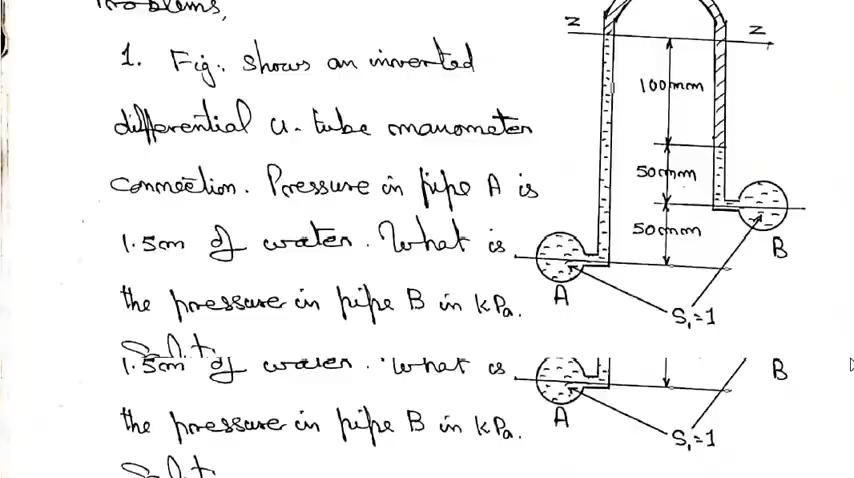 Problems,
1. Fig. shows an inverted
differential u-tube manometer
connection. Pressure in pipe A is
1.5cm of water. What is
the pressure in pipe B in kPa.
Z
Z
100mm
50mm
50mm
A
B
S₁=1
1.5cm of water. What is
the pressure in pipe B in kPa.
A
B
S₁=1